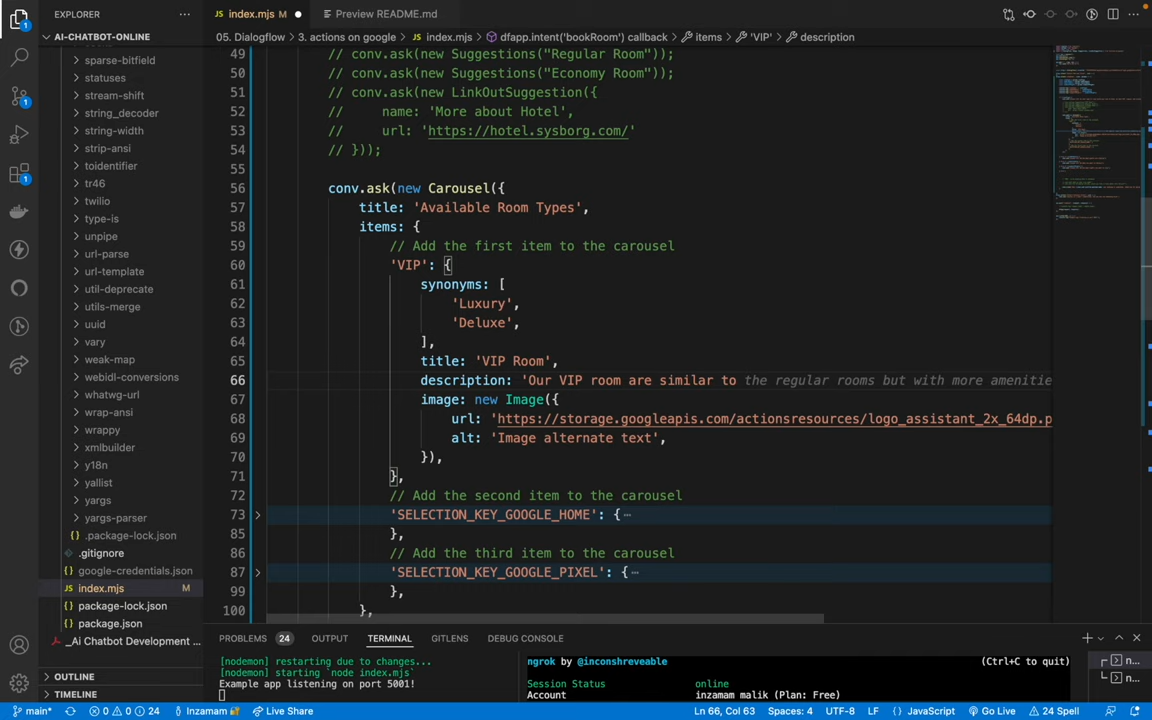 EXPLORER
index.mjs M
Preview README.md
AI-CHATBOT-ONLINE
05. Dialogflow > 3. actions on google > JS index.mjs > dfapp.intent('bookRoom') callback > items > 'VIP' > description
sparse-bitfield
statuses
stream-shift
string_decoder
string-width
strip-ansi
toidentifier
tr46
twilio
type-is
unpipe
url-parse
url-template
util-deprecate
utils-merge
uuid
vary
weak-map
webidl-conversions
whatwg-url
wrap-ansi
wrappy
xmlbuilder
y18n
yallist
yargs
yargs-parser
{} .package-lock.json
.gitignore
google-credentials.json
JS index.mjs M
package-lock.json
package.json
_Ai Chatbot Development ...
OUTLINE
TIMELINE
49 // conv.ask(new Suggestions("Regular Room"));
50 // conv.ask(new Suggestions("Economy Room"));
51 // conv.ask(new LinkOutSuggestion({
52 // name: 'More about Hotel',
53 // url: 'https://hotel.sysborg.com/'
54 // }));
55
56 conv.ask(new Carousel({
57 title: 'Available Room Types',
58 items: {
59 // Add the first item to the carousel
60 'VIP': {
61 synonyms: [
62 'Luxury',
63 'Deluxe',
64 ],
65 title: 'VIP Room',
66 description: 'Our VIP room are similar to the regular rooms but with more amenitie
67 image: new Image({
68 url: 'https://storage.googleapis.com/actionsresources/logo_assistant_2x_64dp.p
69 alt: 'Image alternate text',
70 }),
71 },
72 // Add the second item to the carousel
73 'SELECTION_KEY_GOOGLE_HOME': { ...
85 },
86 // Add the third item to the carousel
87 'SELECTION_KEY_GOOGLE_PIXEL': { ...
99 },
100 },
PROBLEMS 24 OUTPUT TERMINAL GITLENS DEBUG CONSOLE
[nodemon] restarting due to changes...
[nodemon] starting `node index.mjs`
Example app listening on port 5001!
ngrok by @inconshreveable (Ctrl+C to quit)
Session Status online
Account inzamam malik (Plan: Free)
main* 0 0 24 Inzamam Live Share Ln 66, Col 63 Spaces: 4 UTF-8 LF JavaScript Go Live 24 Spell